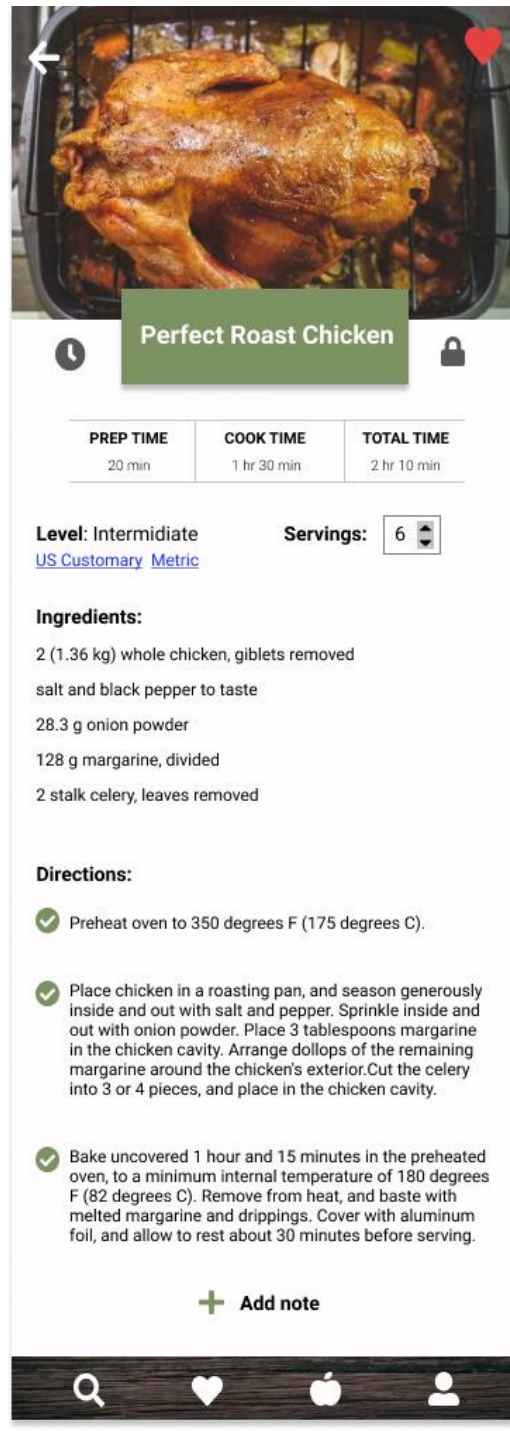 Perfect Roast Chicken
PREP TIME COOK TIME TOTAL TIME
20 min 1 hr 30 min 2 hr 10 min
Level: Intermidiate Servings: 6
US Customary Metric
Ingredients:
2 (1.36 kg) whole chicken, giblets removed
salt and black pepper to taste
28.3 g onion powder
128 g margarine, divided
2 stalk celery, leaves removed
Directions:
Preheat oven to 350 degrees F (175 degrees C).
Place chicken in a roasting pan, and season generously
inside and out with salt and pepper. Sprinkle inside and
out with onion powder. Place 3 tablespoons margarine
in the chicken cavity. Arrange dollops of the remaining
margarine around the chicken's exterior.Cut the celery
into 3 or 4 pieces, and place in the chicken cavity.
Bake uncovered 1 hour and 15 minutes in the preheated
oven, to a minimum internal temperature of 180 degrees
F (82 degrees C). Remove from heat, and baste with
melted margarine and drippings. Cover with aluminum
foil, and allow to rest about 30 minutes before serving.
Add note